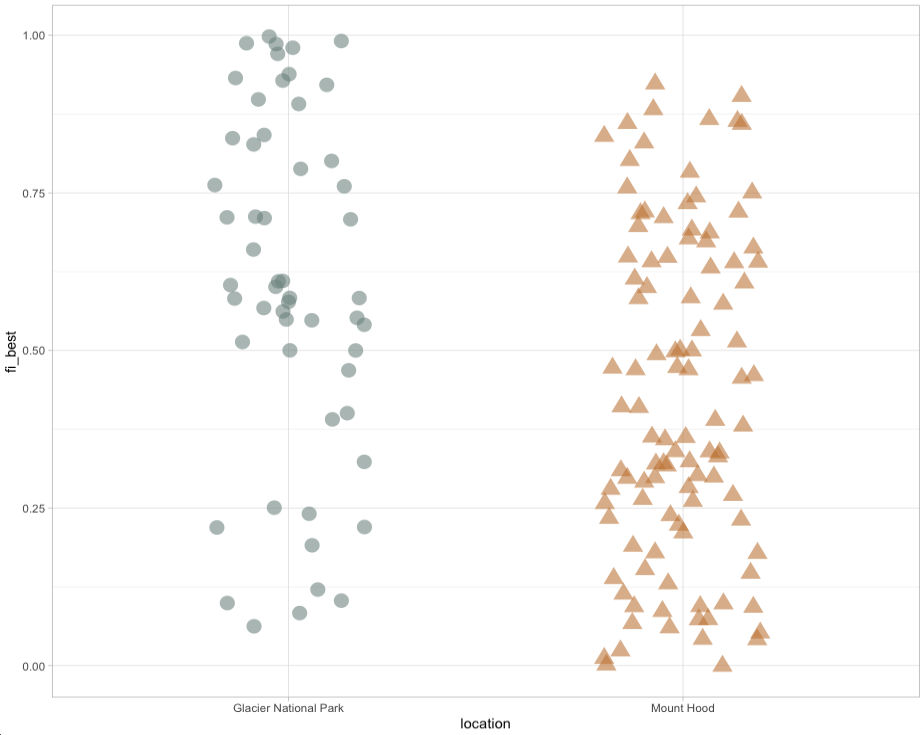 1.00
0.75
0.50
0.25
0.00
fi_best
Glacier National Park
Mount Hood
location